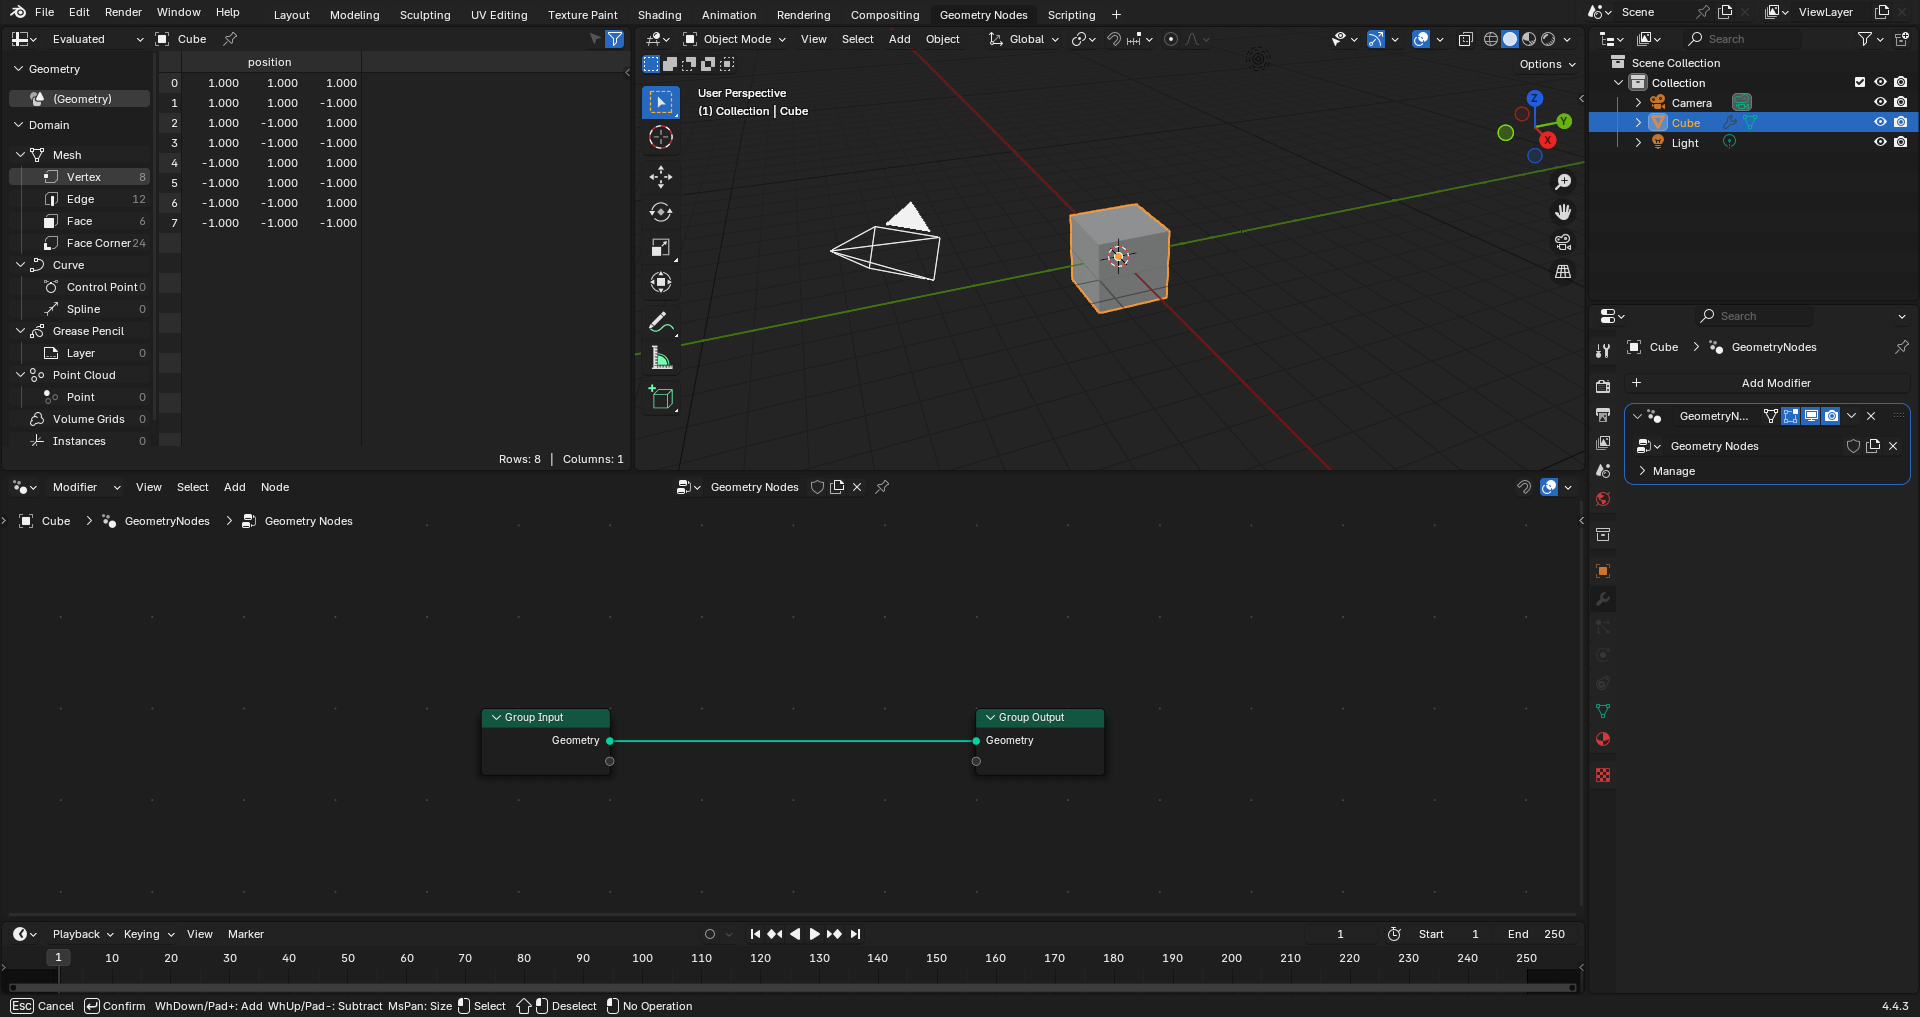 File Edit Render Window Help Layout Modeling Sculpting UV Editing Texture Paint Shading Animation Rendering Compositing Geometry Nodes Scripting + Scene ViewLayer
Evaluated Cube
Geometry
(Geometry)
Domain
Mesh
Vertex 8
Edge 12
Face 6
Face Corner 24
Curve
Control Point 0
Spline 0
Grease Pencil
Layer 0
Point Cloud
Point 0
Volume Grids 0
Instances 0
position
0 1.000 1.000 1.000
1 1.000 1.000 -1.000
2 1.000 -1.000 1.000
3 1.000 -1.000 -1.000
4 -1.000 1.000 1.000
5 -1.000 1.000 -1.000
6 -1.000 -1.000 1.000
7 -1.000 -1.000 -1.000
Rows: 8 | Columns: 1
Object Mode View Select Add Object Global
Options
User Perspective
(1) Collection | Cube
Z
Y
X
Search
Scene Collection
Collection
Camera
Cube
Light
Search
Cube > GeometryNodes
+ Add Modifier
GeometryN...
Geometry Nodes
Manage
Modifier View Select Add Node Geometry Nodes
Cube > GeometryNodes > Geometry Nodes
Group Input
Geometry
Group Output
Geometry
Playback Keying View Marker 1 Start 1 End 250
1 10 20 30 40 50 60 70 80 90 100 110 120 130 140 150 160 170 180 190 200 210 220 230 240 250
Esc Cancel Confirm WhDown/Pad+: Add WhUp/Pad-: Subtract MsPan: Size Select Deselect No Operation 4.4.3